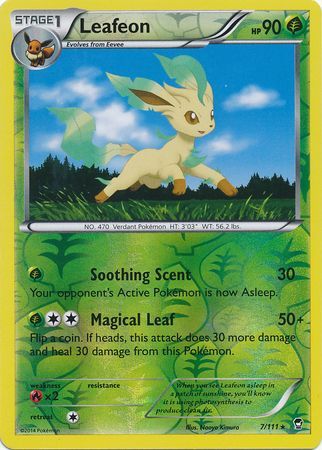 STAGE1
Leafeon
HP 90
Evolves from Eevee
NO. 470 Verdant Pokémon HT: 3'03" WT: 56.2 lbs.
Soothing Scent 30
Your opponent's Active Pokémon is now Asleep.
Magical Leaf 50+
Flip a coin. If heads, this attack does 30 more damage
and heal 30 damage from this Pokémon.
weakness resistance
×2
retreat
When you see Leafeon asleep in
a patch of sunshine, you'll know
it is using photosynthesis to
produce clean air.
Illus. Naoyo Kimura
7/111
©2014 Pokémon